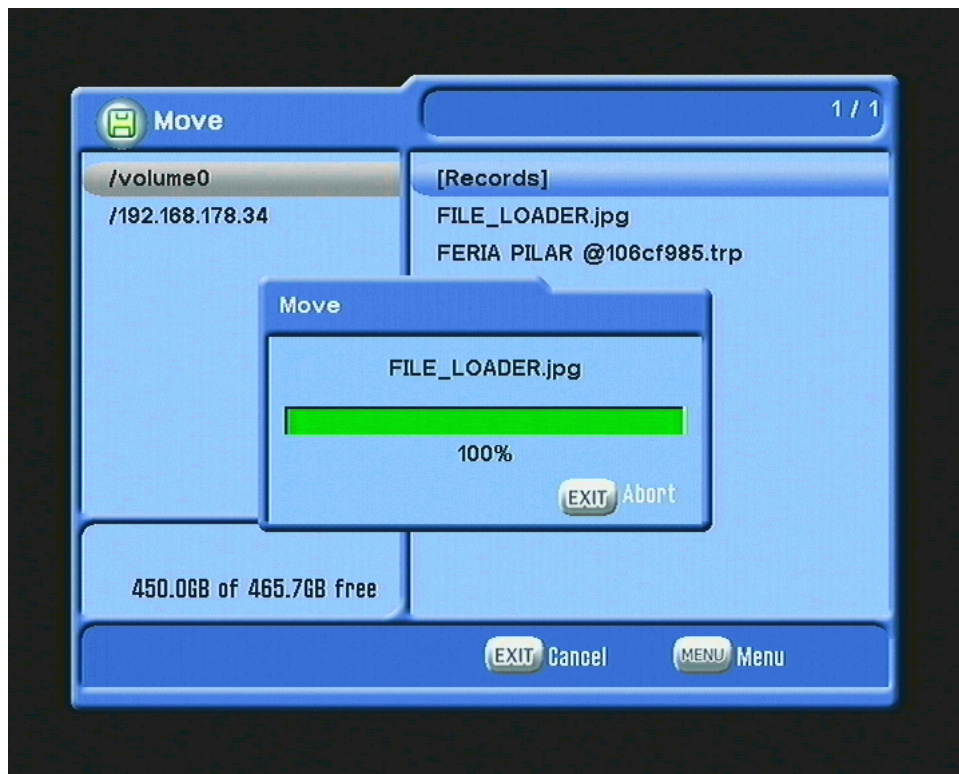 Move
1 / 1
/volume0
/192.168.178.34
[Records]
FILE_LOADER.jpg
FERIA PILAR @106cf985.trp
Move
FILE_LOADER.jpg
100%
EXIT Abort
450.0GB of 465.7GB free
EXIT Cancel
MENU Menu